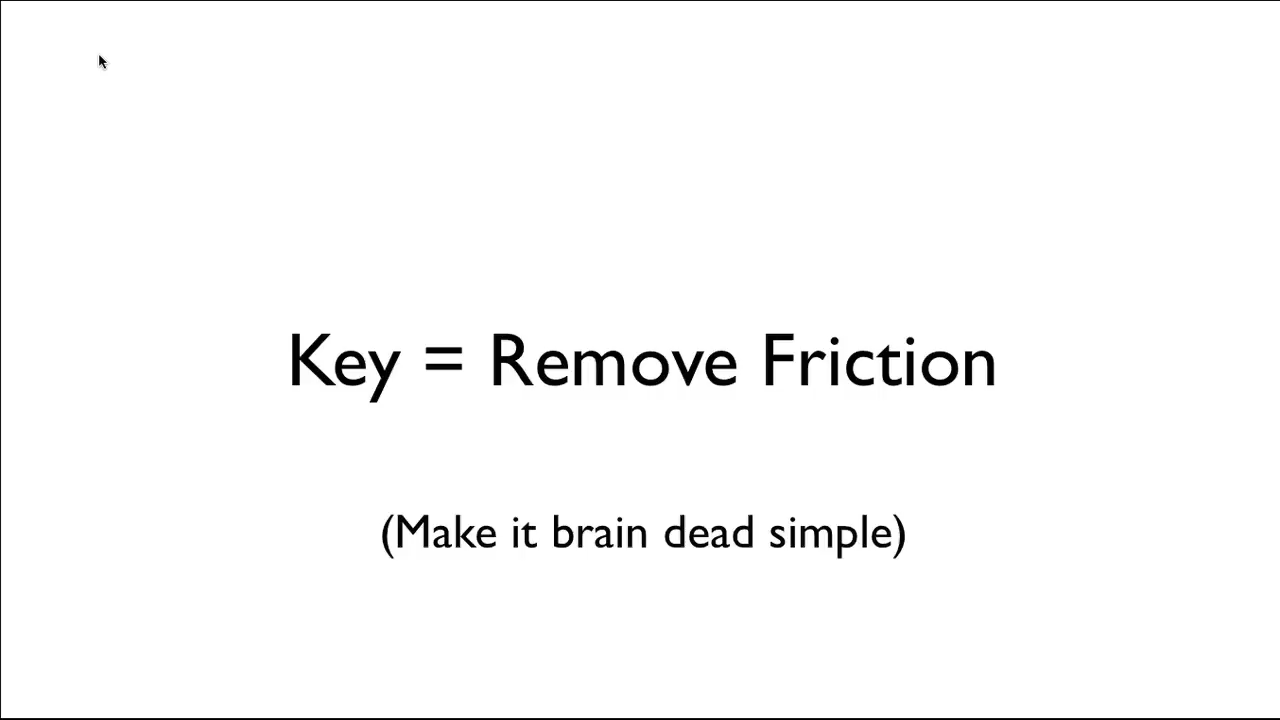 Key = Remove Friction
(Make it brain dead simple)